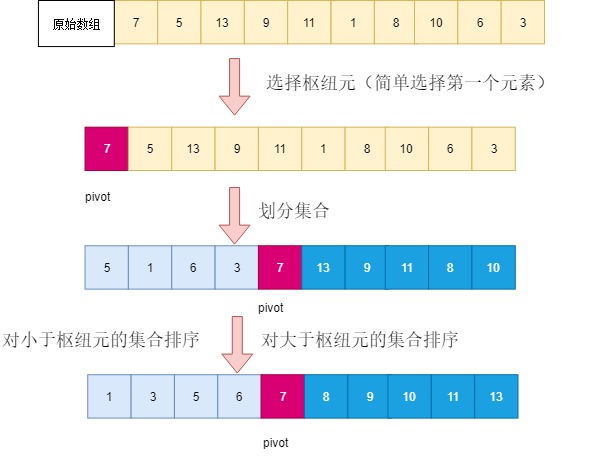 原始数组 7 5 13 9 11 1 8 10 6 3
选择枢纽元（简单选择第一个元素）
7 5 13 9 11 1 8 10 6 3
pivot
划分集合
5 1 6 3 7 13 9 11 8 10
pivot
对小于枢纽元的集合排序 对大于枢纽元的集合排序
1 3 5 6 7 8 9 10 11 13
pivot